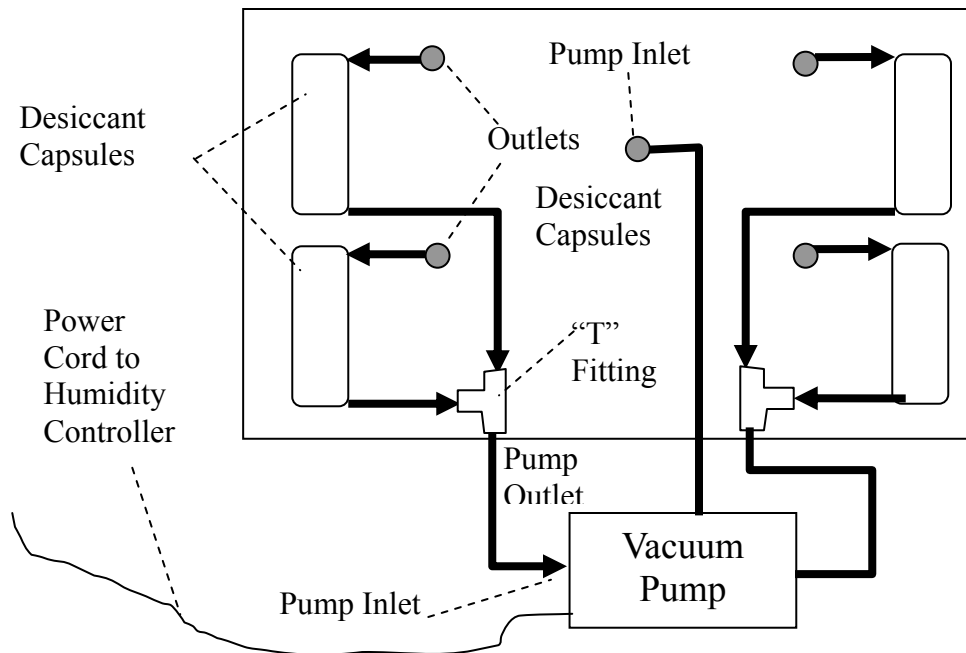 Pump Inlet
Desiccant
Capsules
Outlets
Desiccant
Capsules
Power
Cord to
Humidity
Controller
“T”
Fitting
Pump
Outlet
Vacuum
Pump
Pump Inlet